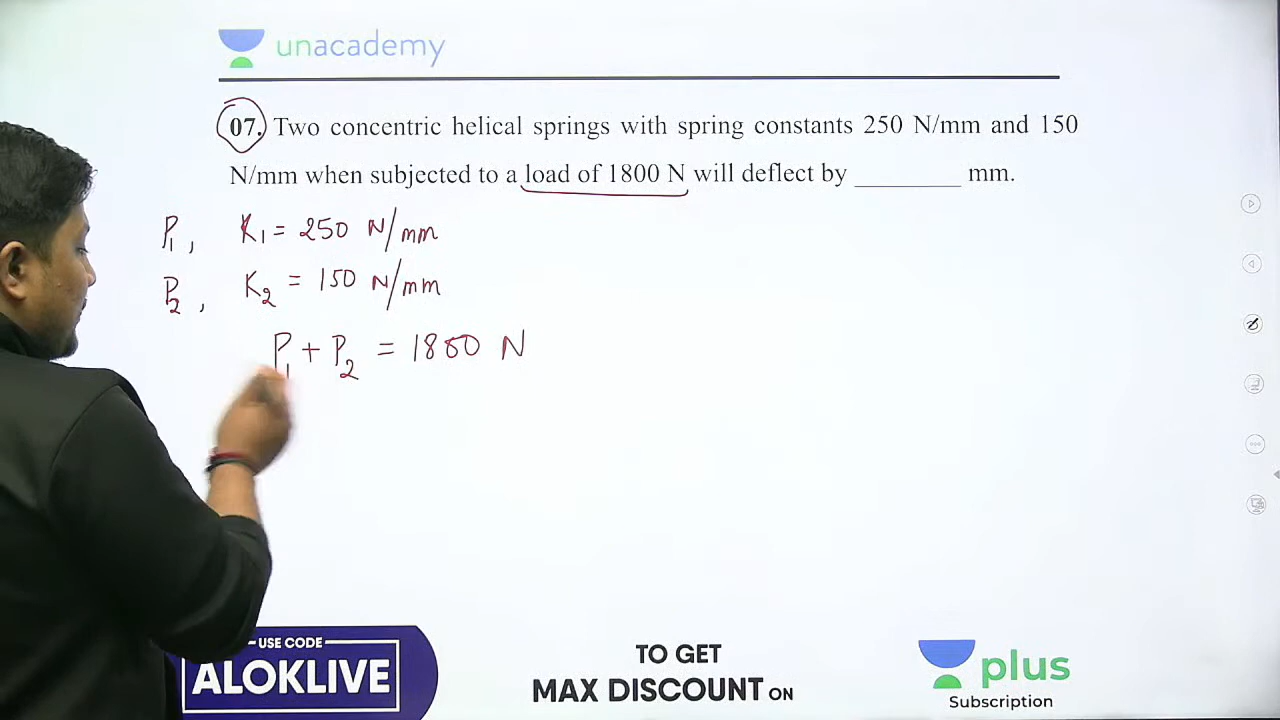 unacademy
07. Two concentric helical springs with spring constants 250 N/mm and 150
N/mm when subjected to a load of 1800 N will deflect by ________ mm.
P₁, K₁ = 250 N/mm
P₂, K₂ = 150 N/mm
P₁ + P₂ = 1800 N
USE CODE
ALOKLIVE
TO GET
MAX DISCOUNT ON
plus
Subscription